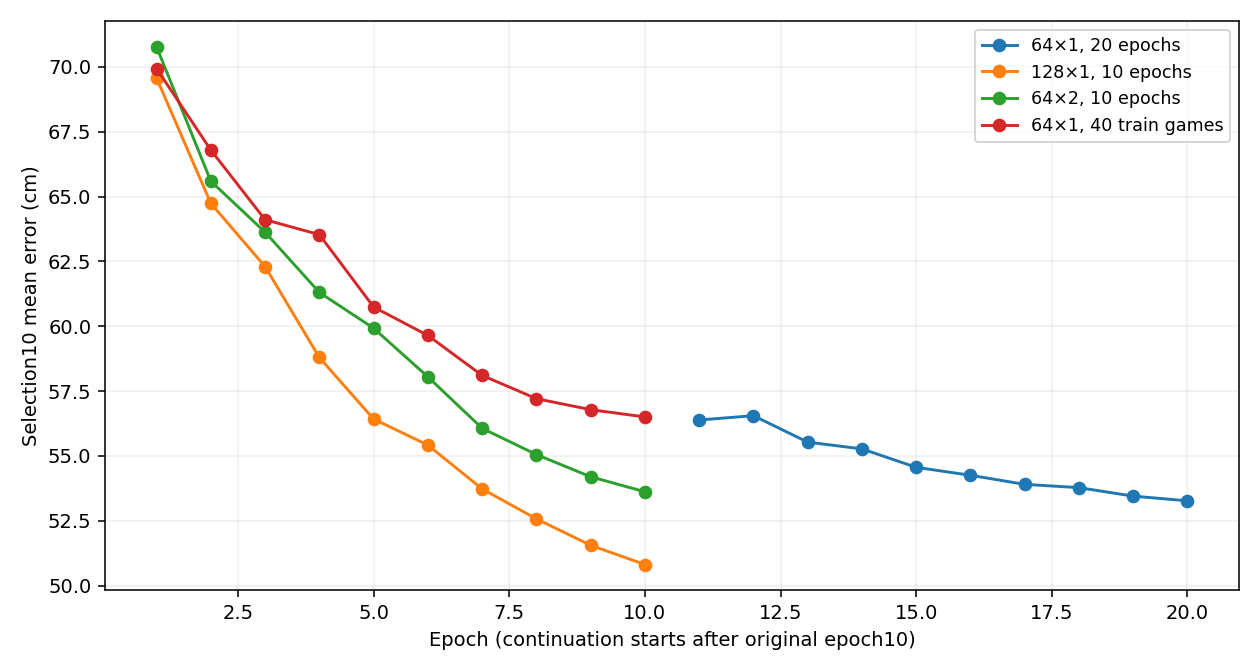 70.0
67.5
65.0
62.5
60.0
57.5
55.0
52.5
50.0
Selection10 mean error (cm)
64×1, 20 epochs
128×1, 10 epochs
64×2, 10 epochs
64×1, 40 train games
2.5 5.0 7.5 10.0 12.5 15.0 17.5 20.0
Epoch (continuation starts after original epoch10)